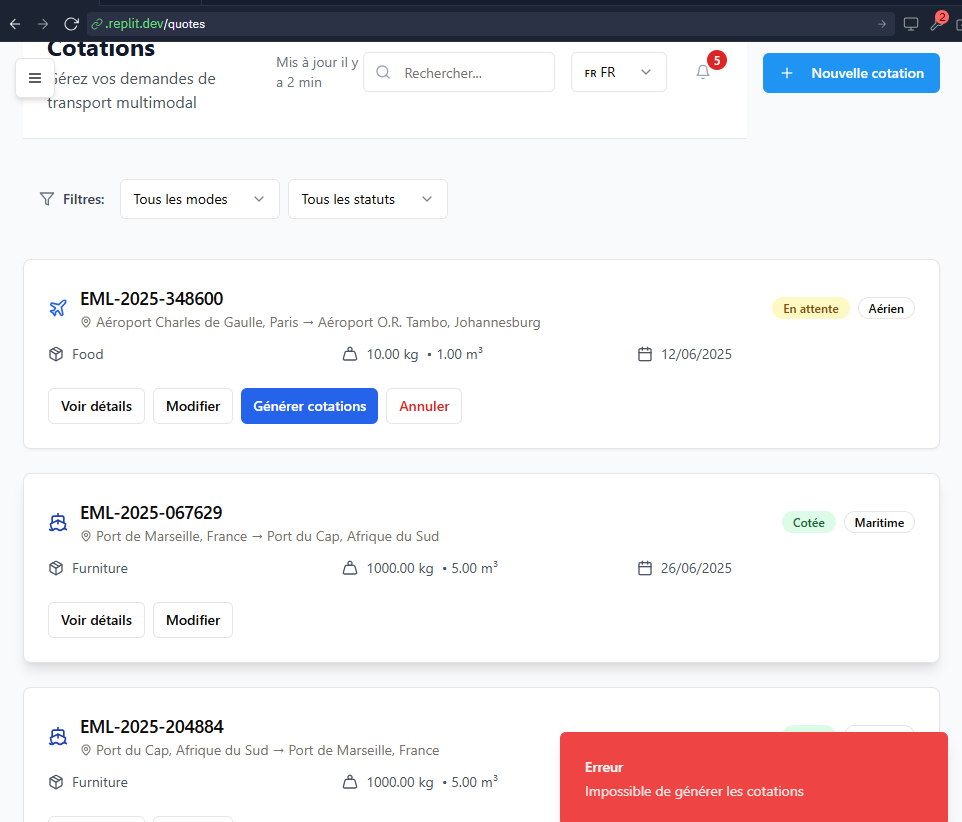 .replit.dev/quotes
2
Cotations
Gérez vos demandes de
transport multimodal
Mis à jour il y
a 2 min
Rechercher...
FR FR
5
+ Nouvelle cotation
Filtres:
Tous les modes
Tous les statuts
EML-2025-348600
Aéroport Charles de Gaulle, Paris → Aéroport O.R. Tambo, Johannesburg
En attente
Aérien
Food
10.00 kg • 1.00 m³
12/06/2025
Voir détails
Modifier
Générer cotations
Annuler
EML-2025-067629
Port de Marseille, France → Port du Cap, Afrique du Sud
Cotée
Maritime
Furniture
1000.00 kg • 5.00 m³
26/06/2025
Voir détails
Modifier
EML-2025-204884
Port du Cap, Afrique du Sud → Port de Marseille, France
Furniture
1000.00 kg • 5.00 m³
Erreur
Impossible de générer les cotations